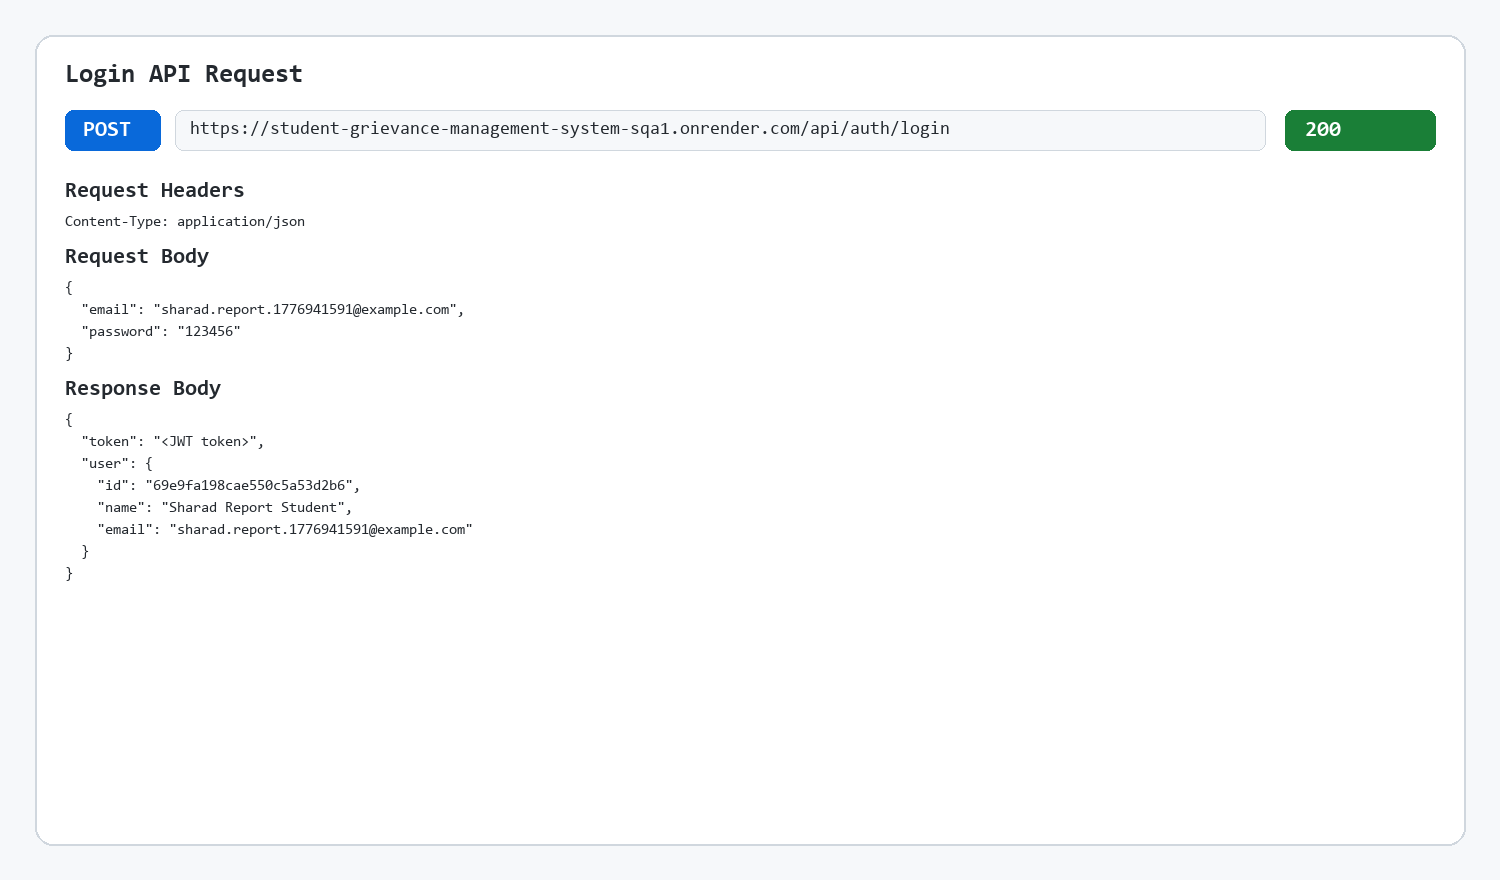 Login API Request
POST https://student-grievance-management-system-sqa1.onrender.com/api/auth/login 200
Request Headers
Content-Type: application/json
Request Body
{
  "email": "sharad.report.1776941591@example.com",
  "password": "123456"
}
Response Body
{
  "token": "<JWT token>",
  "user": {
    "id": "69e9fa198cae550c5a53d2b6",
    "name": "Sharad Report Student",
    "email": "sharad.report.1776941591@example.com"
  }
}